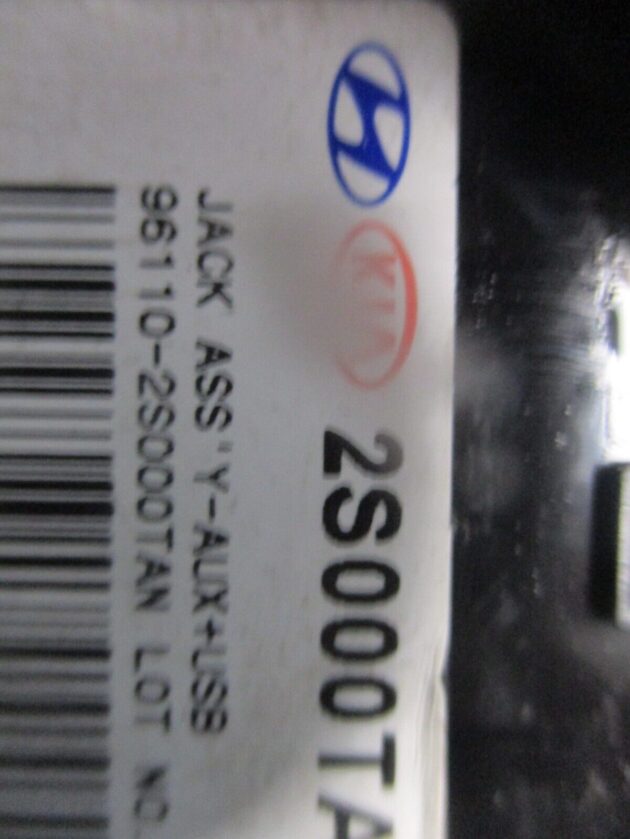 KIA
2S000TA
JACK ASS'Y-AUX+USB
96110-2S000TAN LOT NO.